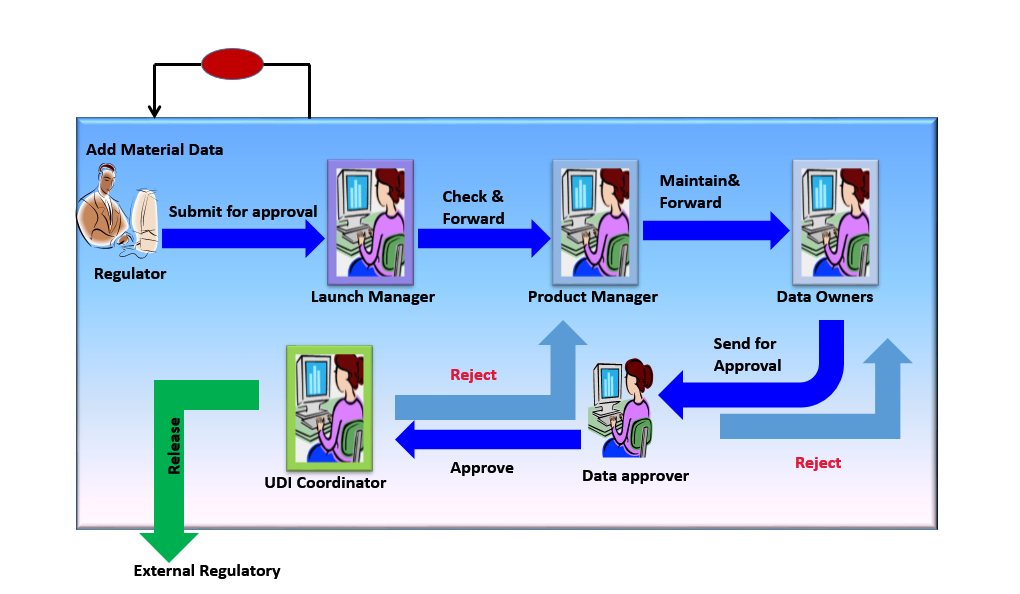 Add Material Data
Submit for approval
Regulator
Check &
Forward
Maintain&
Forward
Launch Manager
Product Manager
Data Owners
Send for
Approval
Reject
Reject
Approve
Data approver
UDI Coordinator
Release
External Regulatory